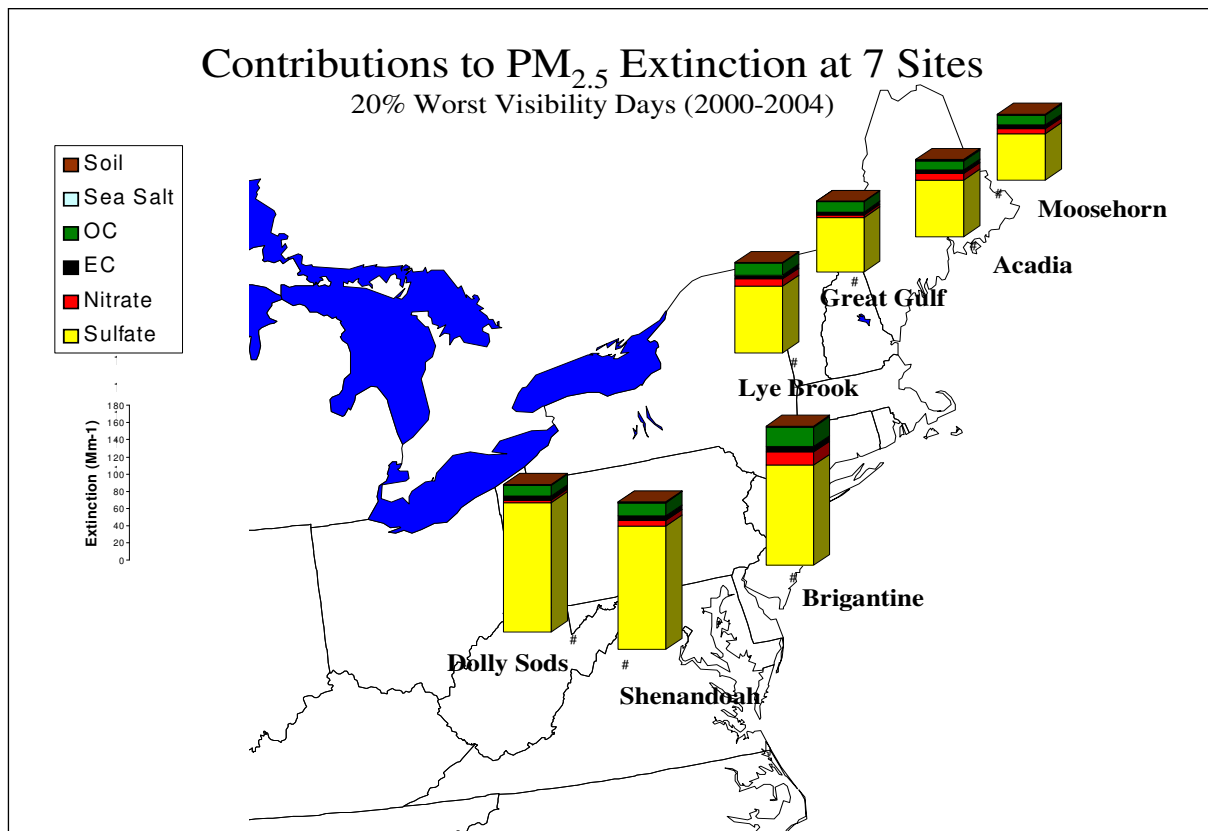 Contributions to PM2.5 Extinction at 7 Sites
20% Worst Visibility Days (2000-2004)
Soil
Sea Salt
OC
EC
Nitrate
Sulfate
Extinction (Mm-1)
180
160
140
120
100
80
60
40
20
0
#
Moosehorn
#
Acadia
#
Great Gulf
#
Lye Brook
#
Brigantine
#
Dolly Sods
#
Shenandoah